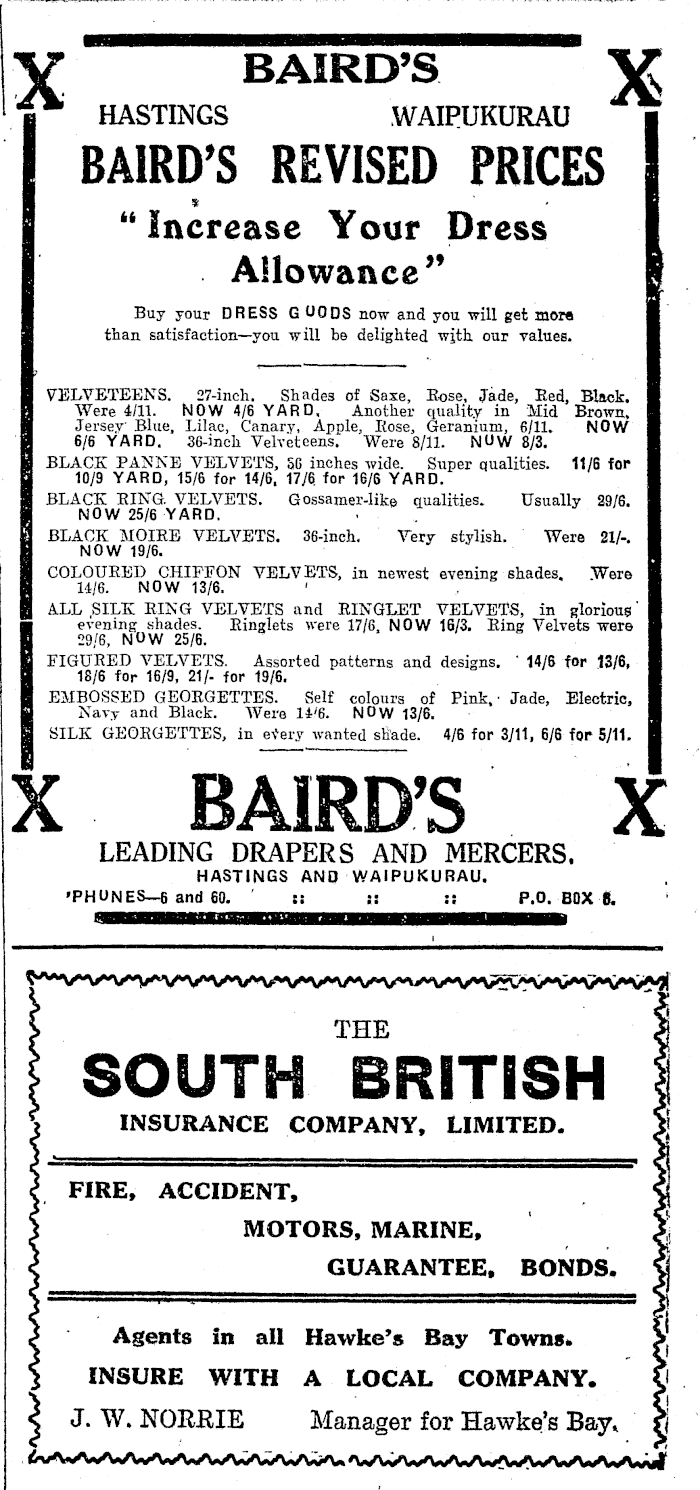 X BAIRD'S X
HASTINGS WAIPUKURAU
BAIRD'S REVISED PRICES
"Increase Your Dress
Allowance"
Buy your DRESS GOODS now and you will get more
than satisfaction—you will be delighted with our values.
VELVETEENS. 27-inch. Shades of Saxe, Rose, Jade, Red, Black.
Were 4/11. NOW 4/6 YARD. Another quality in Mid Brown,
Jersey Blue, Lilac, Canary, Apple, Rose, Geranium, 6/11. NOW
6/6 YARD. 36-inch Velveteens. Were 8/11. NOW 8/3.
BLACK PANNE VELVETS, 36 inches wide. Super qualities. 11/6 for
10/9 YARD, 15/6 for 14/6, 17/6 for 16/6 YARD.
BLACK RING VELVETS. Gossamer-like qualities. Usually 29/6.
NOW 25/6 YARD.
BLACK MOIRE VELVETS. 36-inch. Very stylish. Were 21/-.
NOW 19/6.
COLOURED CHIFFON VELVETS, in newest evening shades. Were
14/6. NOW 13/6.
ALL SILK RING VELVETS and RINGLET VELVETS, in glorious
evening shades. Ringlets were 17/6, NOW 16/3. Ring Velvets were
29/6, NOW 25/6.
FIGURED VELVETS. Assorted patterns and designs. 14/6 for 13/6,
18/6 for 16/9, 21/- for 19/6.
EMBOSSED GEORGETTES. Self colours of Pink, Jade, Electric,
Navy and Black. Were 14/6. NOW 13/6.
SILK GEORGETTES, in every wanted shade. 4/6 for 3/11, 6/6 for 5/11.
X BAIRD'S X
LEADING DRAPERS AND MERCERS.
HASTINGS AND WAIPUKURAU.
'PHONES—6 and 60. :: :: :: P.O. BOX
THE
SOUTH BRITISH
INSURANCE COMPANY, LIMITED.
FIRE, ACCIDENT,
MOTORS, MARINE,
GUARANTEE, BONDS.
Agents in all Hawke's Bay Towns.
INSURE WITH A LOCAL COMPANY.
J. W. NORRIE Manager for Hawke's Bay.